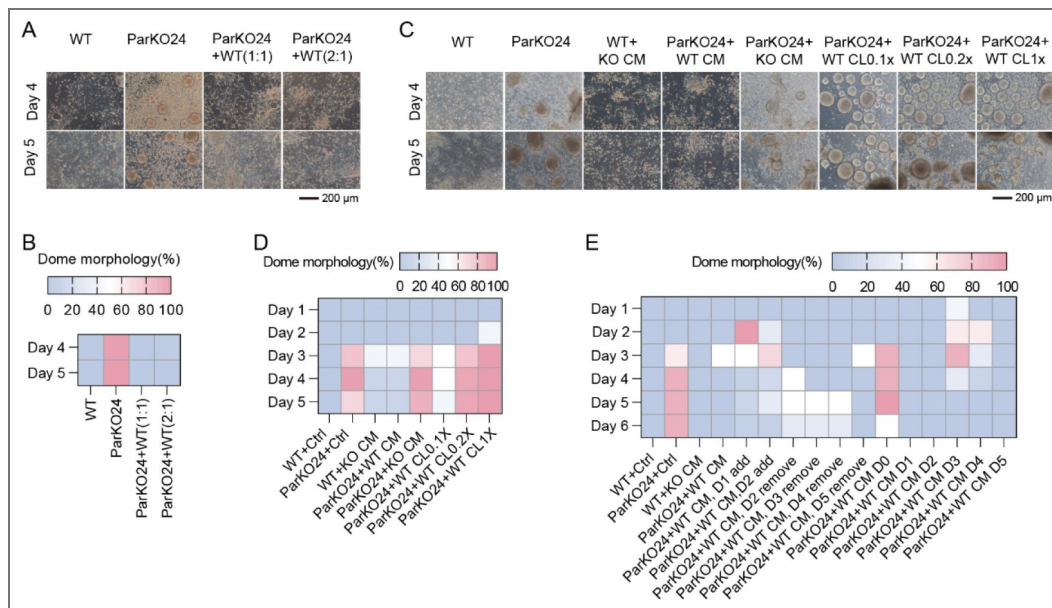 A
WT
ParKO24
ParKO24
+WT(1:1)
ParKO24
+WT(2:1)
Day 4
Day 5
200 µm
C
WT
ParKO24
WT+
KO CM
ParKO24+
WT CM
ParKO24+
KO CM
ParKO24+
WT CL0.1x
ParKO24+
WT CL0.2x
ParKO24+
WT CL1x
Day 4
Day 5
200 µm
B
Dome morphology(%)
0 20 40 60 80 100
Day 4
Day 5
WT
ParKO24
ParKO24+WT(1:1)
ParKO24+WT(2:1)
D
Dome morphology(%)
0 20 40 60 80 100
Day 1
Day 2
Day 3
Day 4
Day 5
WT+Ctrl
ParKO24+Ctrl
WT+KO CM
ParKO24+WT CM
ParKO24+KO CM
ParKO24+WT CL0.1X
ParKO24+WT CL0.2X
ParKO24+WT CL1X
E
Dome morphology(%)
0 20 40 60 80 100
Day 1
Day 2
Day 3
Day 4
Day 5
Day 6
WT+Ctrl
ParKO24+Ctrl
WT+KO CM
ParKO24+WT CM
ParKO24+WT CM, D1 add
ParKO24+WT CM,D2 add
ParKO24+WT CM, D2 remove
ParKO24+WT CM, D3 remove
ParKO24+WT CM, D4 remove
ParKO24+WT CM, D5 remove
ParKO24+WT CM D0
ParKO24+WT CM D1
ParKO24+WT CM D2
ParKO24+WT CM D3
ParKO24+WT CM D4
ParKO24+WT CM D5